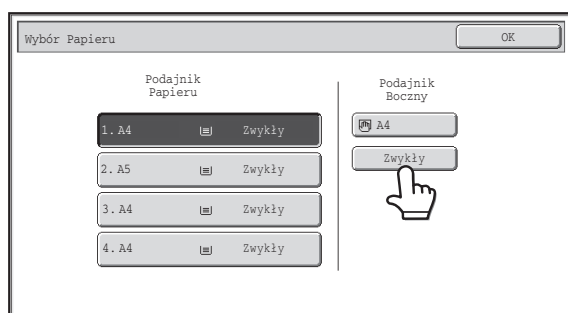 Wybór Papieru
OK
Podajnik
Papieru
1. A4 Zwykły
2. A5 Zwykły
3. A4 Zwykły
4. A4 Zwykły
Podajnik
Boczny
A4
Zwykły